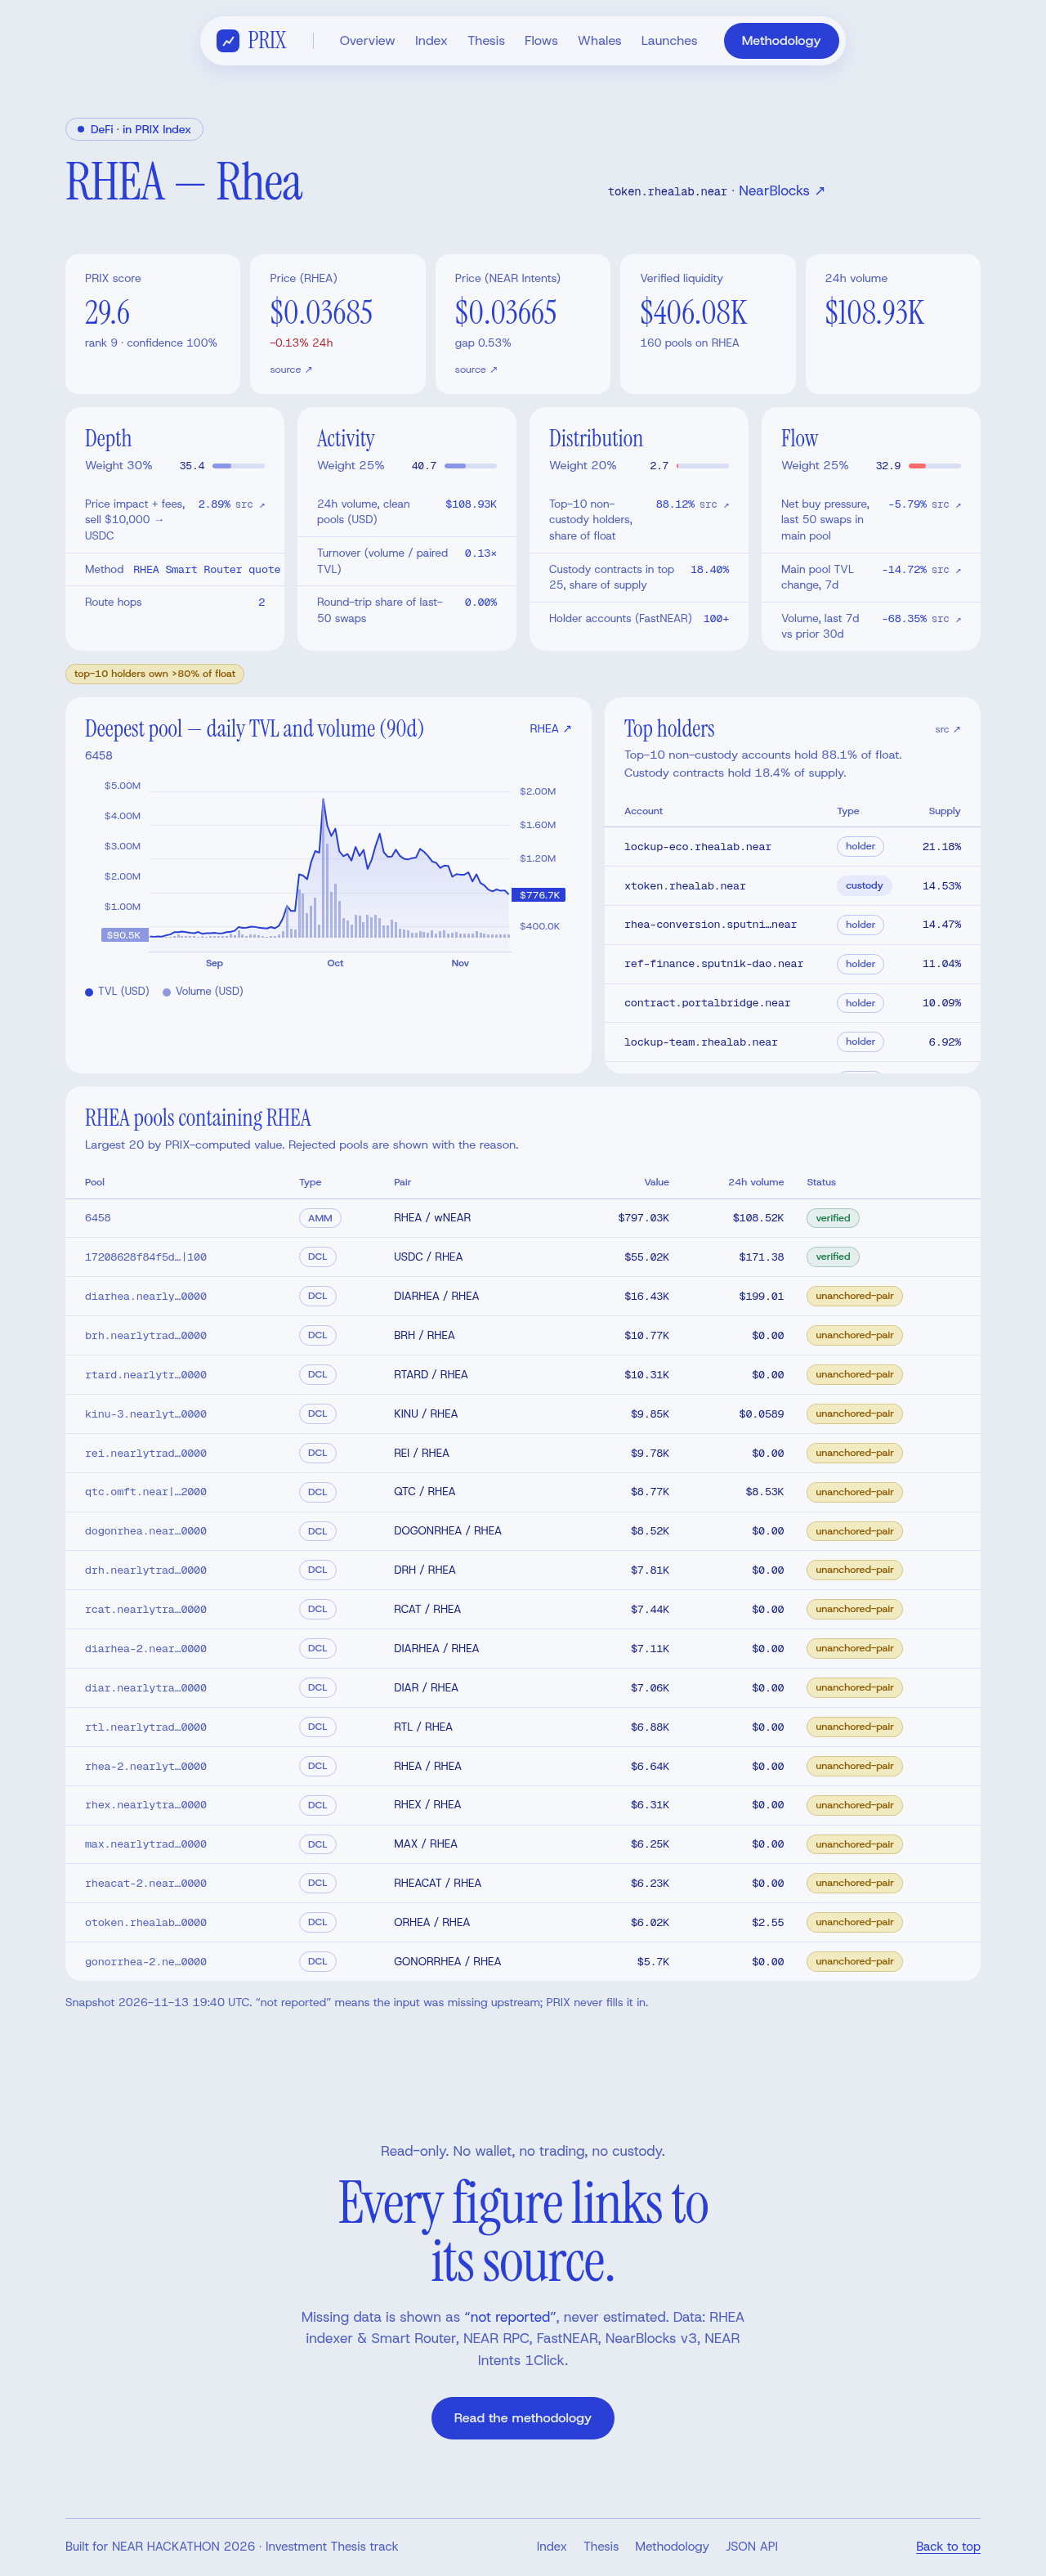 PRIX Overview Index Thesis Flows Whales Launches Methodology
DeFi · in PRIX Index
RHEA — Rhea
token.rhealab.near · NearBlocks ↗
PRIX score
29.6
rank 9 · confidence 100%
Price (RHEA)
$0.03685
-0.13% 24h
source ↗
Price (NEAR Intents)
$0.03665
gap 0.53%
source ↗
Verified liquidity
$406.08K
160 pools on RHEA
24h volume
$108.93K
Depth
Weight 30% 35.4
Price impact + fees, 2.89% src ↗
sell $10,000 →
USDC
Method RHEA Smart Router quote
Route hops 2
Activity
Weight 25% 40.7
24h volume, clean $108.93K
pools (USD)
Turnover (volume / paired 0.13×
TVL)
Round-trip share of last- 0.00%
50 swaps
Distribution
Weight 20% 2.7
Top-10 non- 88.12% src ↗
custody holders,
share of float
Custody contracts in top 18.40%
25, share of supply
Holder accounts (FastNEAR) 100+
Flow
Weight 25% 32.9
Net buy pressure, -5.79% src ↗
last 50 swaps in
main pool
Main pool TVL -14.72% src ↗
change, 7d
Volume, last 7d -68.35% src ↗
vs prior 30d
top-10 holders own >80% of float
Deepest pool — daily TVL and volume (90d) RHEA ↗
6458
$5.00M
$4.00M
$3.00M
$2.00M
$1.00M
$90.5K
$2.00M
$1.60M
$1.20M
$776.7K
$400.0K
Sep Oct Nov
TVL (USD) Volume (USD)
Top holders src ↗
Top-10 non-custody accounts hold 88.1% of float.
Custody contracts hold 18.4% of supply.
Account Type Supply
lockup-eco.rhealab.near holder 21.18%
xtoken.rhealab.near custody 14.53%
rhea-conversion.sputni…near holder 14.47%
ref-finance.sputnik-dao.near holder 11.04%
contract.portalbridge.near holder 10.09%
lockup-team.rhealab.near holder 6.92%
RHEA pools containing RHEA
Largest 20 by PRIX-computed value. Rejected pools are shown with the reason.
Pool Type Pair Value 24h volume Status
6458 AMM RHEA / wNEAR $797.03K $108.52K verified
17208628f84f5d…|100 DCL USDC / RHEA $55.02K $171.38 verified
diarhea.nearly…0000 DCL DIARHEA / RHEA $16.43K $199.01 unanchored-pair
brh.nearlytrad…0000 DCL BRH / RHEA $10.77K $0.00 unanchored-pair
rtard.nearlytr…0000 DCL RTARD / RHEA $10.31K $0.00 unanchored-pair
kinu-3.nearlyt…0000 DCL KINU / RHEA $9.85K $0.0589 unanchored-pair
rei.nearlytrad…0000 DCL REI / RHEA $9.78K $0.00 unanchored-pair
qtc.omft.near|…2000 DCL QTC / RHEA $8.77K $8.53K unanchored-pair
dogonrhea.near…0000 DCL DOGONRHEA / RHEA $8.52K $0.00 unanchored-pair
drh.nearlytrad…0000 DCL DRH / RHEA $7.81K $0.00 unanchored-pair
rcat.nearlytra…0000 DCL RCAT / RHEA $7.44K $0.00 unanchored-pair
diarhea-2.near…0000 DCL DIARHEA / RHEA $7.11K $0.00 unanchored-pair
diar.nearlytra…0000 DCL DIAR / RHEA $7.06K $0.00 unanchored-pair
rtl.nearlytrad…0000 DCL RTL / RHEA $6.88K $0.00 unanchored-pair
rhea-2.nearlyt…0000 DCL RHEA / RHEA $6.64K $0.00 unanchored-pair
rhex.nearlytra…0000 DCL RHEX / RHEA $6.31K $0.00 unanchored-pair
max.nearlytrad…0000 DCL MAX / RHEA $6.25K $0.00 unanchored-pair
rheacat-2.near…0000 DCL RHEACAT / RHEA $6.23K $0.00 unanchored-pair
otoken.rhealab…0000 DCL ORHEA / RHEA $6.02K $2.55 unanchored-pair
gonorrhea-2.ne…0000 DCL GONORRHEA / RHEA $5.7K $0.00 unanchored-pair
Snapshot 2026-11-13 19:40 UTC. “not reported” means the input was missing upstream; PRIX never fills it in.
Read-only. No wallet, no trading, no custody.
Every figure links to
its source.
Missing data is shown as “not reported”, never estimated. Data: RHEA
indexer & Smart Router, NEAR RPC, FastNEAR, NearBlocks v3, NEAR
Intents 1Click.
Read the methodology
Built for NEAR HACKATHON 2026 · Investment Thesis track Index Thesis Methodology JSON API Back to top